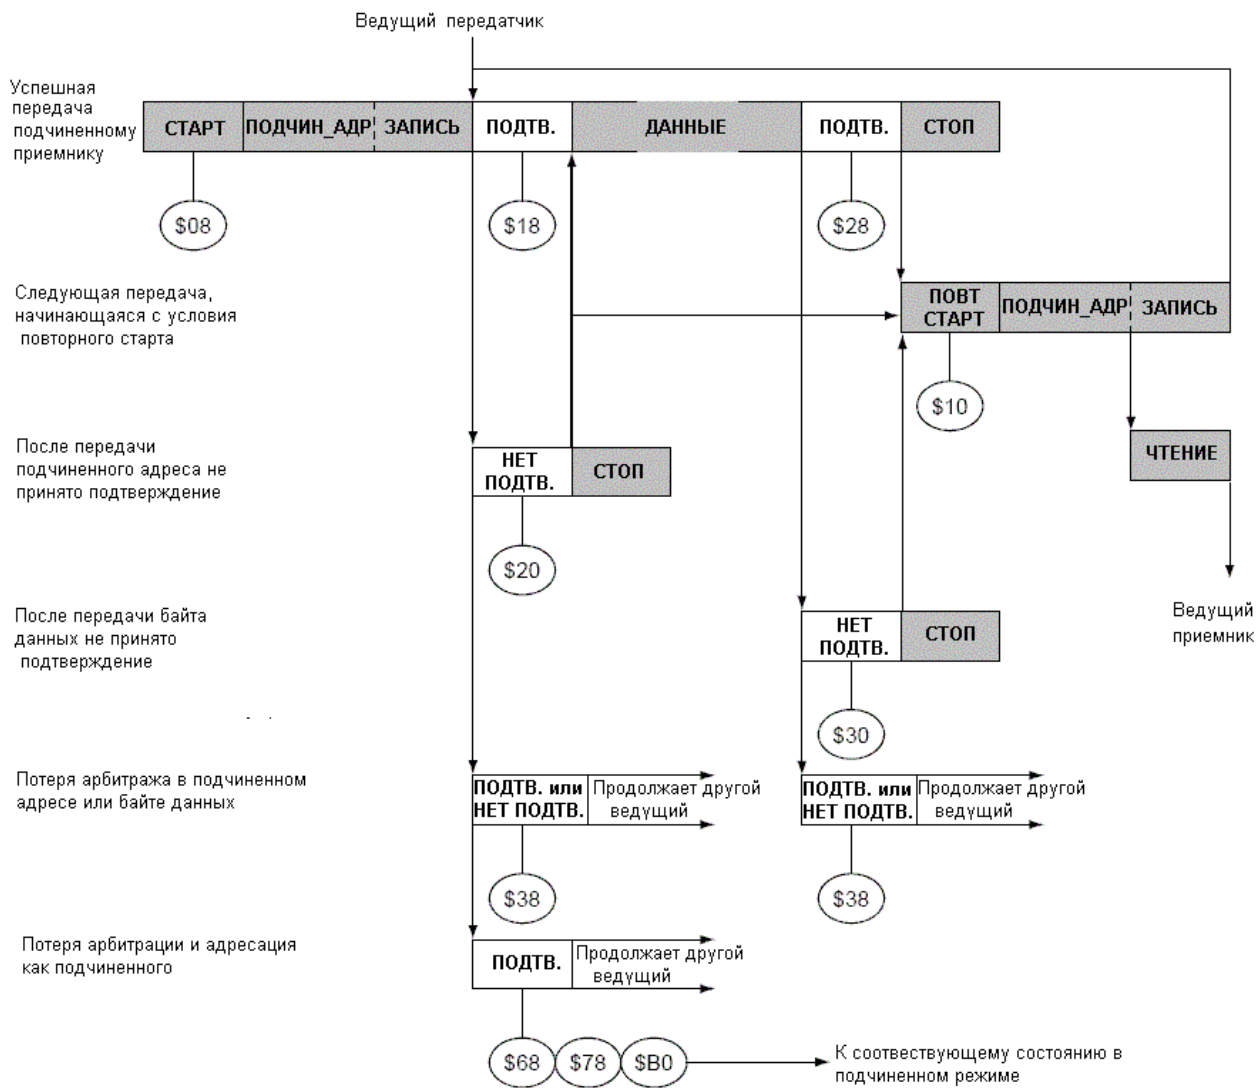 Ведущий передатчик
Успешная
передача
подчиненному
приемнику
СТАРТ ПОДЧИН_АДР ЗАПИСЬ ПОДТВ. ДАННЫЕ ПОДТВ. СТОП
$08 $18 $28
Следующая передача,
начинающаяся с условия
повторного старта
ПОВТ
СТАРТ ПОДЧИН_АДР ЗАПИСЬ
$10
После передачи
подчиненного адреса не
принято подтверждение
НЕТ
ПОДТВ. СТОП
ЧТЕНИЕ
$20
После передачи байта
данных не принято
подтверждение
НЕТ
ПОДТВ. СТОП
Ведущий
приемник
$30
Потеря арбитража в подчиненном
адресе или байте данных
ПОДТВ. или
НЕТ ПОДТВ.
Продолжает другой
ведущий
ПОДТВ. или
НЕТ ПОДТВ.
Продолжает другой
ведущий
$38 $38
Потеря арбитрации и адресация
как подчиненного
ПОДТВ.
Продолжает другой
ведущий
$68 $78 $B0
К соотвествующему состоянию в
подчиненном режиме